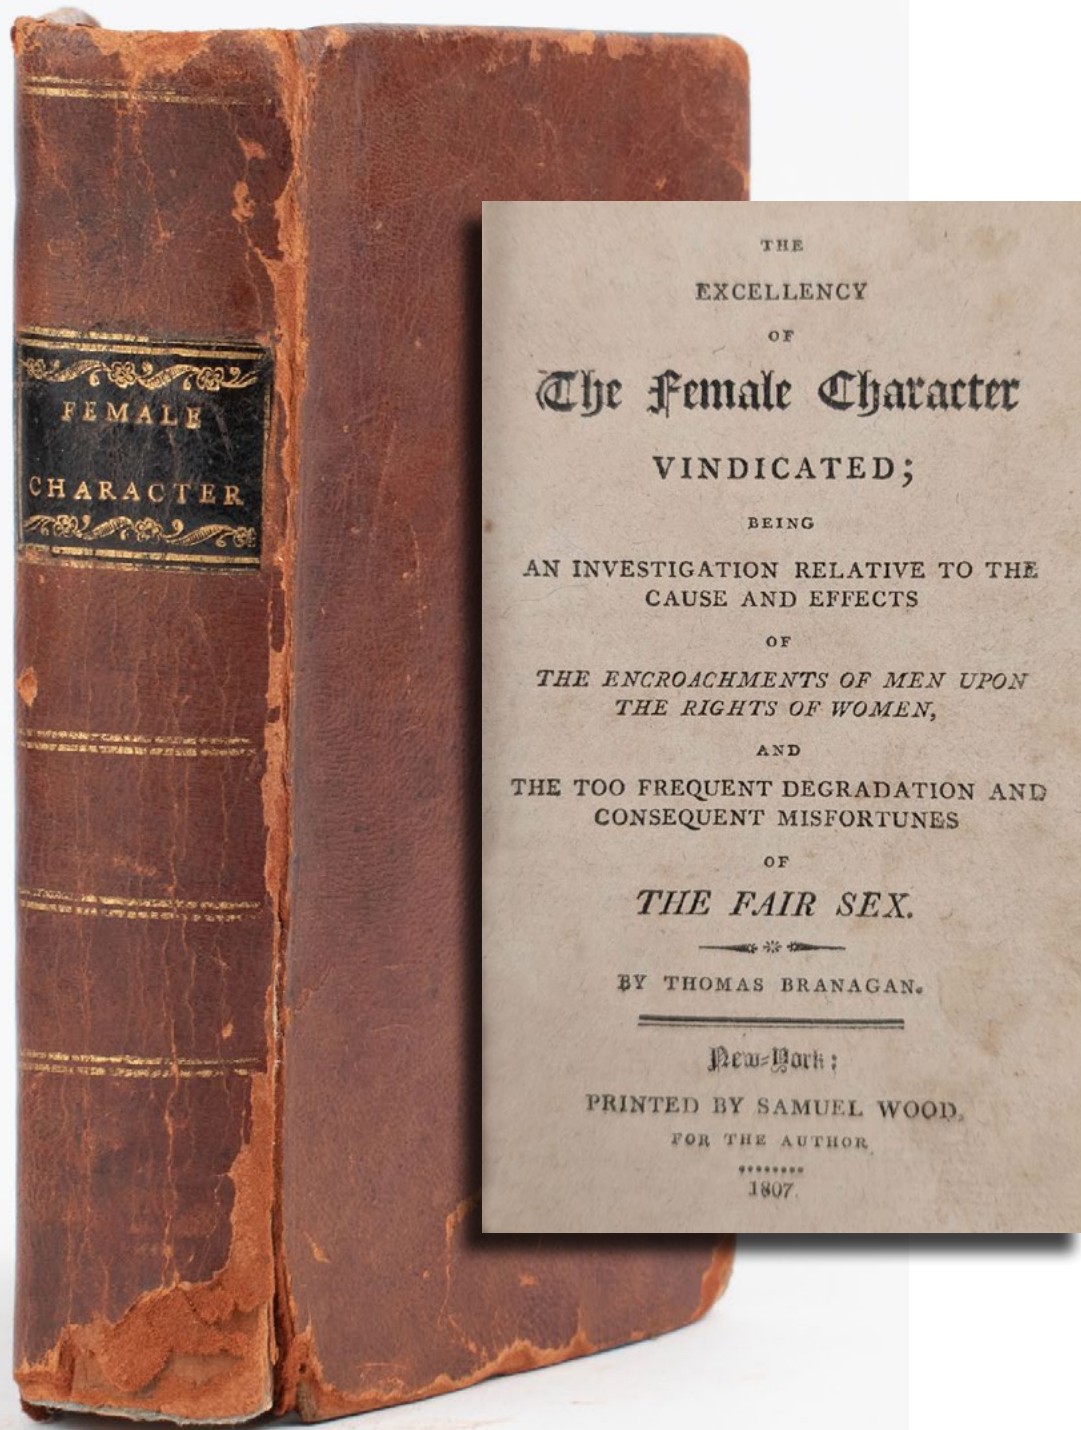 FEMALE
CHARACTER
THE
EXCELLENCY
OF
The Female Character
VINDICATED;
BEING
AN INVESTIGATION RELATIVE TO THE
CAUSE AND EFFECTS
OF
THE ENCROACHMENTS OF MEN UPON
THE RIGHTS OF WOMEN,
AND
THE TOO FREQUENT DEGRADATION AND
CONSEQUENT MISFORTUNES
OF
THE FAIR SEX.
BY THOMAS BRANAGAN.
New-York:
PRINTED BY SAMUEL WOOD,
FOR THE AUTHOR
1807.